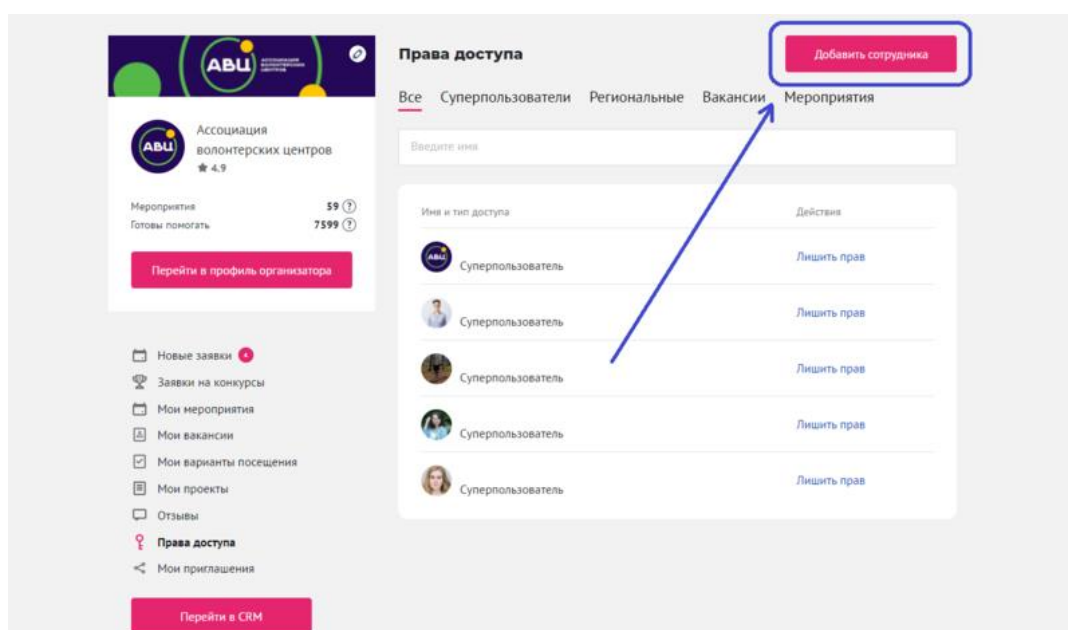 АВЦ АССОЦИАЦИЯ ВОЛОНТЕРСКИХ ЦЕНТРОВ
Права доступа
Добавить сотрудника
Все Суперпользователи Региональные Вакансии Мероприятия
АВЦ
Ассоциация
волонтерских центров
4.9
Введите имя
Мероприятия 59 ?
Готовы помогать 7599 ?
Перейти в профиль организатора
Имя и тип доступа Действия
АВЦ
Суперпользователь Лишить прав
Суперпользователь Лишить прав
Суперпользователь Лишить прав
Суперпользователь Лишить прав
Суперпользователь Лишить прав
Новые заявки 4
Заявки на конкурсы
Мои мероприятия
Мои вакансии
Мои варианты посещения
Мои проекты
Отзывы
Права доступа
Мои приглашения
Перейти в CRM